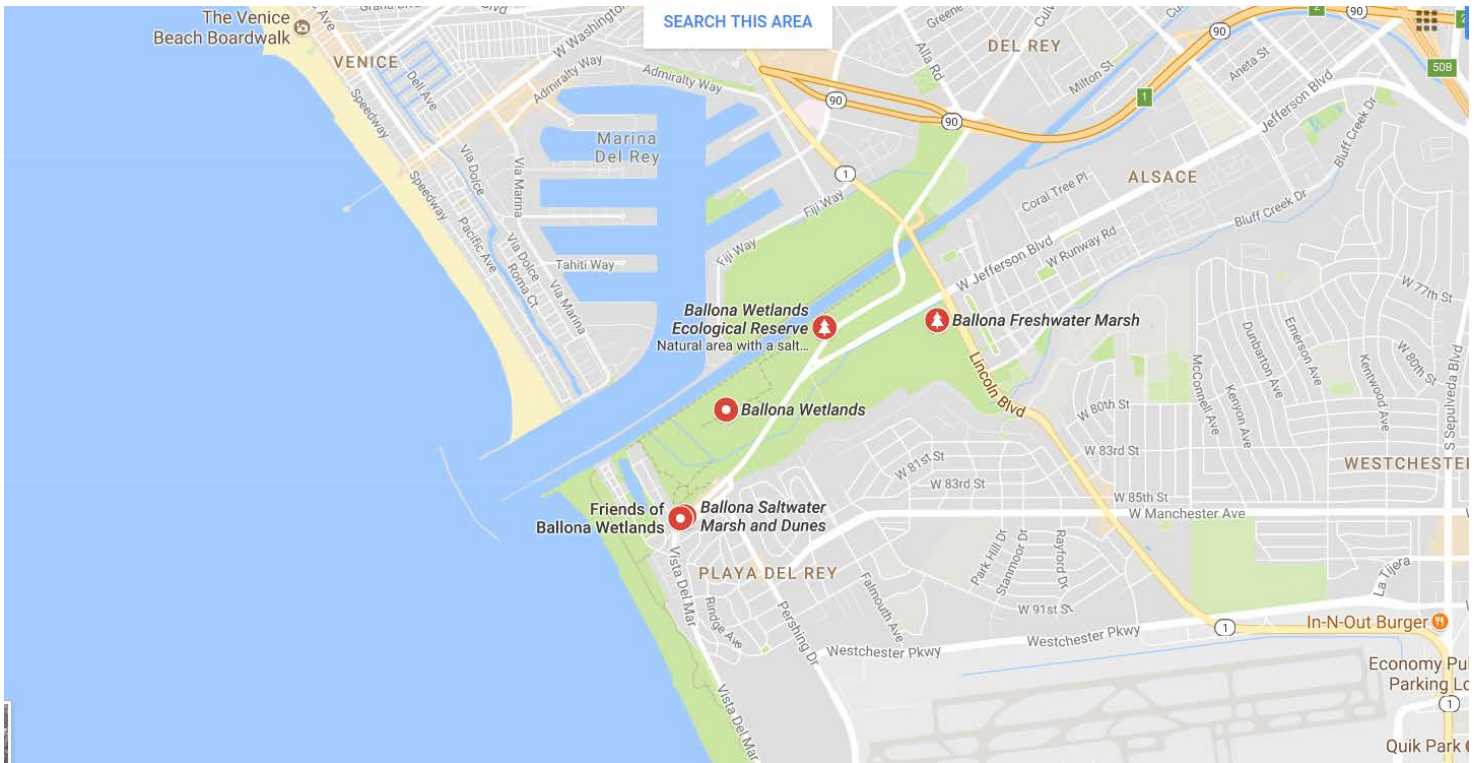 The Venice
Beach Boardwalk
VENICE
Speedway
Dell Ave
W Washington
Admiralty Way
Admiralty Way
SEARCH THIS AREA
Alla Rd
DEL REY
Milton St
Aneta St
90
90
90
90
1
2
50B
Jefferson Blvd
Bluff Creek Dr
Marina
Del Rey
Via Dolce
Via Marina
Speedway
Pacific Ave
Via Dolce
Roma Ct
Via Marina
Tahiti Way
Fiji Way
Fiji Way
1
ALSACE
Coral Tree Pl
Bluff Creek Dr
W Jefferson Blvd
W Runway Rd
W 77th St
Ballona Wetlands
Ecological Reserve
Natural area with a salt...
Ballona Freshwater Marsh
Lincoln Blvd
Ballona Wetlands
McConnell Ave
Kenyon Ave
Dunbarton Ave
Emerson Ave
Kentwood Ave
W 80th St
S Sepulveda Blvd
W 80th St
W 83rd St
W 81st St
W 83rd St
WESTCHESTER
W 85th St
W Manchester Ave
Friends of
Ballona Wetlands
Ballona Saltwater
Marsh and Dunes
PLAYA DEL REY
Vista Del Mar
Rindge Ave
Pershing Dr
Falmouth Ave
Park Hill Dr
Stanmoor Dr
Rayford Dr
W 91st St
La Tijera
Westchester Pkwy
Westchester Pkwy
1
In-N-Out Burger
Vista Del Mar
Economy Pu
Parking Lo
1
Quik Park